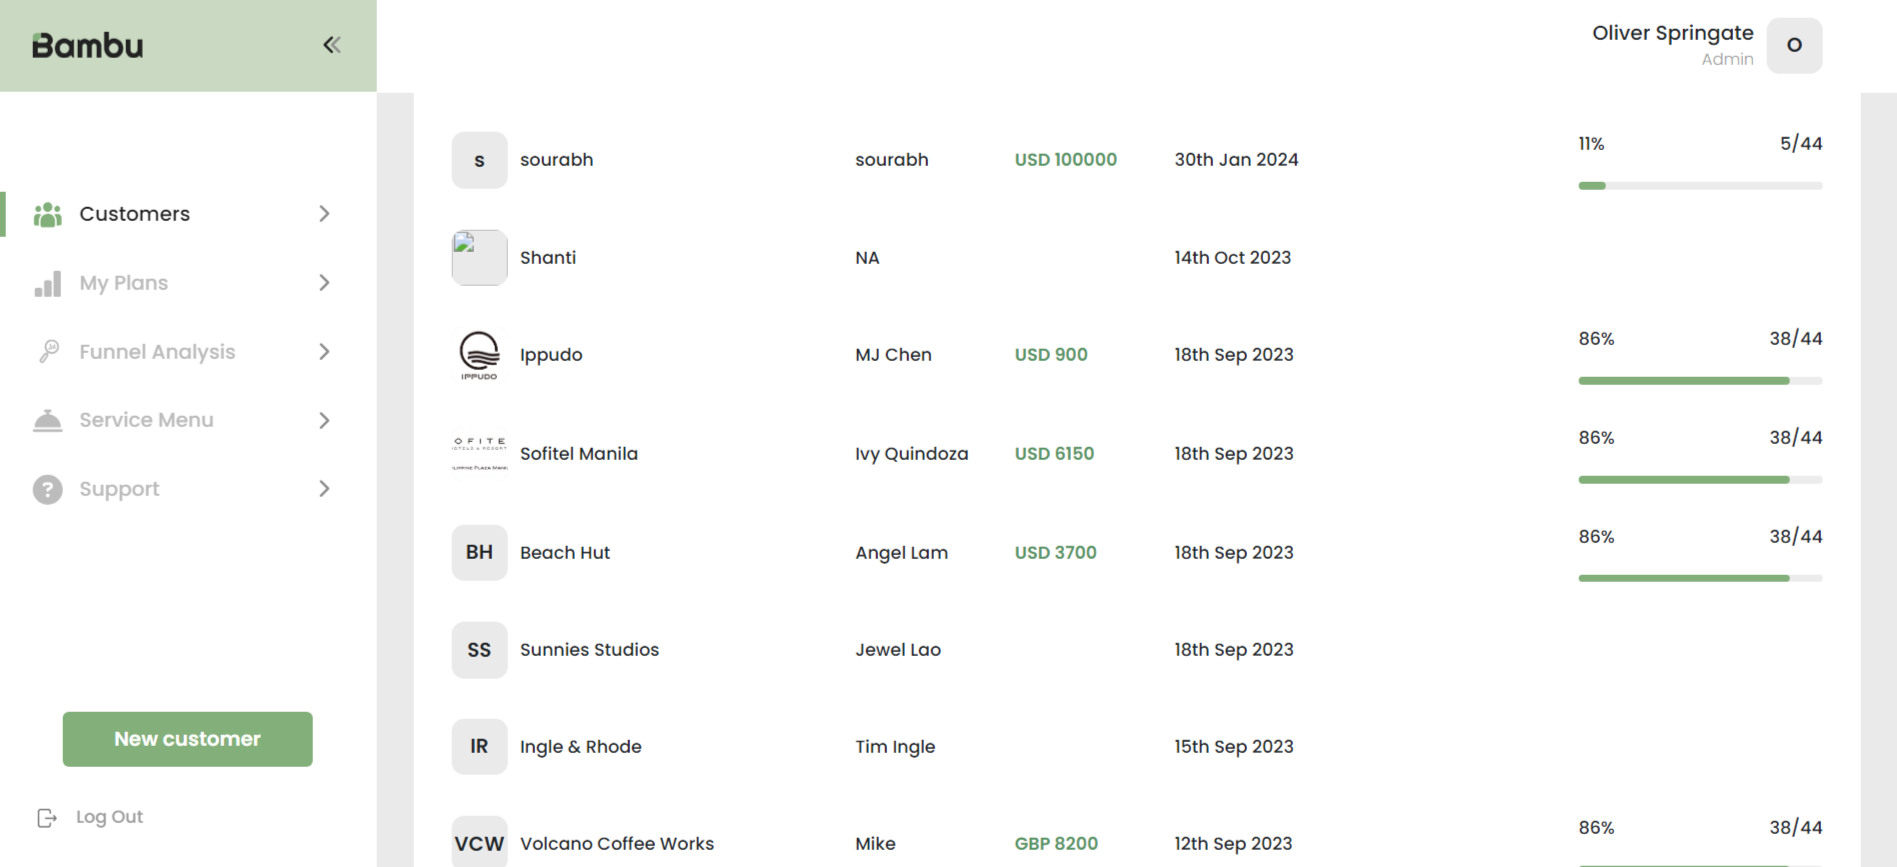 Bambu
Oliver Springate
Admin
O
Customers
My Plans
Funnel Analysis
Service Menu
? Support
New customer
Log Out
s sourabh sourabh USD 100000 30th Jan 2024 11% 5/44
Shanti NA 14th Oct 2023
IPPUDO Ippudo MJ Chen USD 900 18th Sep 2023 86% 38/44
OFITE Sofitel Manila Ivy Quindoza USD 6150 18th Sep 2023 86% 38/44
BH Beach Hut Angel Lam USD 3700 18th Sep 2023 86% 38/44
SS Sunnies Studios Jewel Lao 18th Sep 2023
IR Ingle & Rhode Tim Ingle 15th Sep 2023
VCW Volcano Coffee Works Mike GBP 8200 12th Sep 2023 86% 38/44